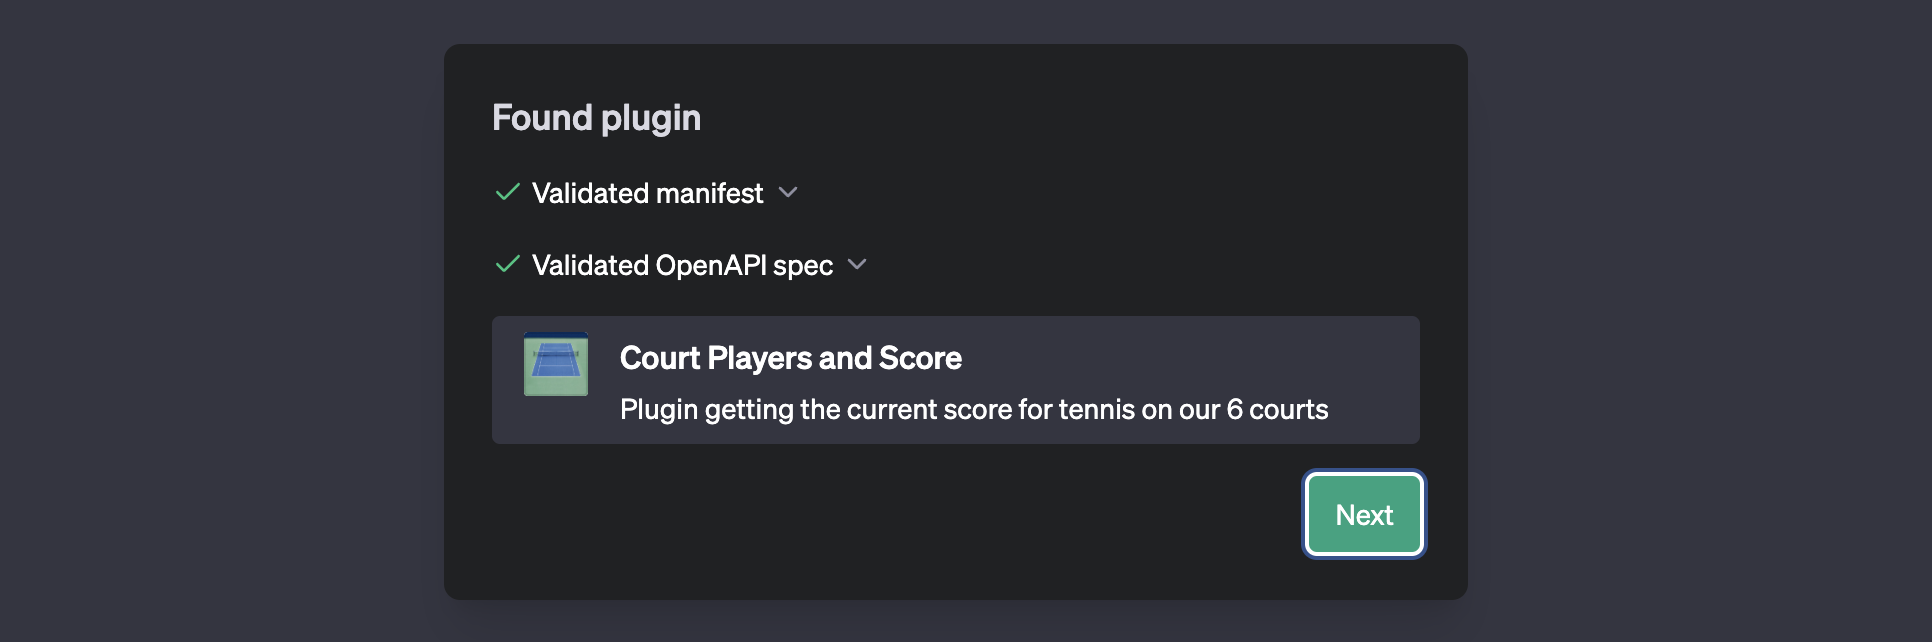 Found plugin
Validated manifest
Validated OpenAPI spec
Court Players and Score
Plugin getting the current score for tennis on our 6 courts
Next